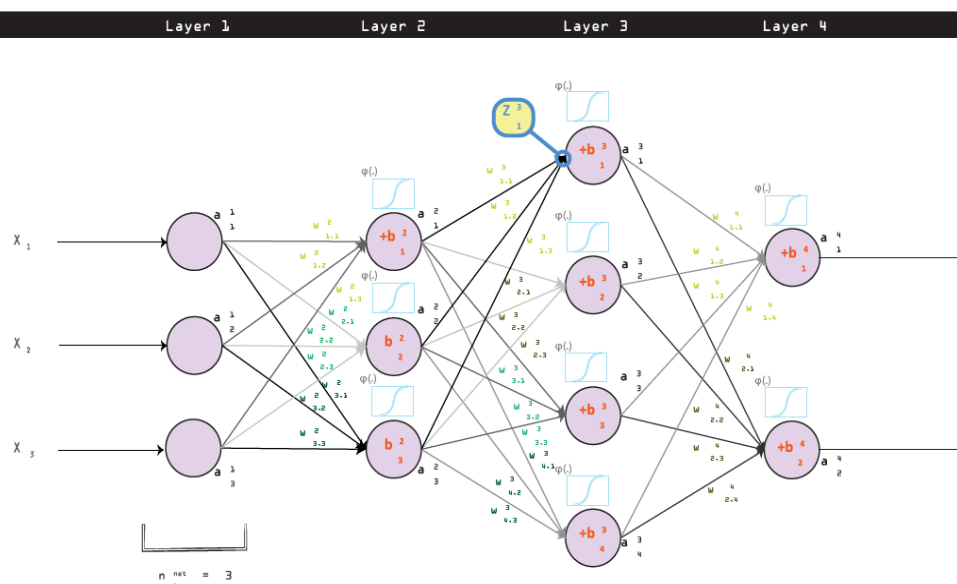 Layer 1 Layer 2 Layer 3 Layer 4
φ(.)
Z 3 1
+b 3 1
a 3 1
φ(.)
w 3 1.1
φ(.)
w 3 1.2
a 1 1
a 2 1
w 4 1.1
φ(.)
w 2 1.1
+b 2 1
w 3 1.3
a 4 1
X 1
w 2 1.2
w 4 1.2
+b 4 1
a 3 2
φ(.)
w 3 2.1
+b 3 2
w 4 1.3
w 2 1.3
w 4 1.4
a 1 2
w 2 2.1
a 2 2
w 3 2.2
X 2
w 2 2.2
b 2 2
w 3 2.3
φ(.)
w 2 2.3
w 4 2.1
w 3 3.1
a 3 3
φ(.)
w 2 3.1
φ(.)
w 2 3.2
w 3 3.2
+b 3 3
w 4 2.2
w 2 3.3
w 3 3.3
X 3
b 2 3
w 3 4.1
w 4 2.3
+b 4 2
a 4 2
a 1 3
a 2 3
φ(.)
w 3 4.2
w 4 2.4
w 3 4.3
+b 3 4
a 3 4
n net = 3